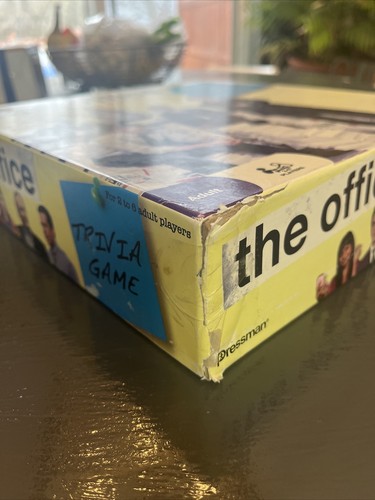 ffice
For 2 to 6 adult players
TRIVIA
GAME
Adult
the offi
Pressman®